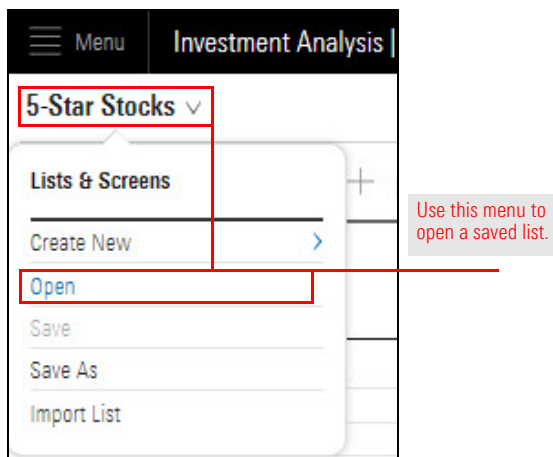 Menu
Investment Analysis |
5-Star Stocks
Lists & Screens
Create New
Open
Save
Save As
Import List
Use this menu to
open a saved list.